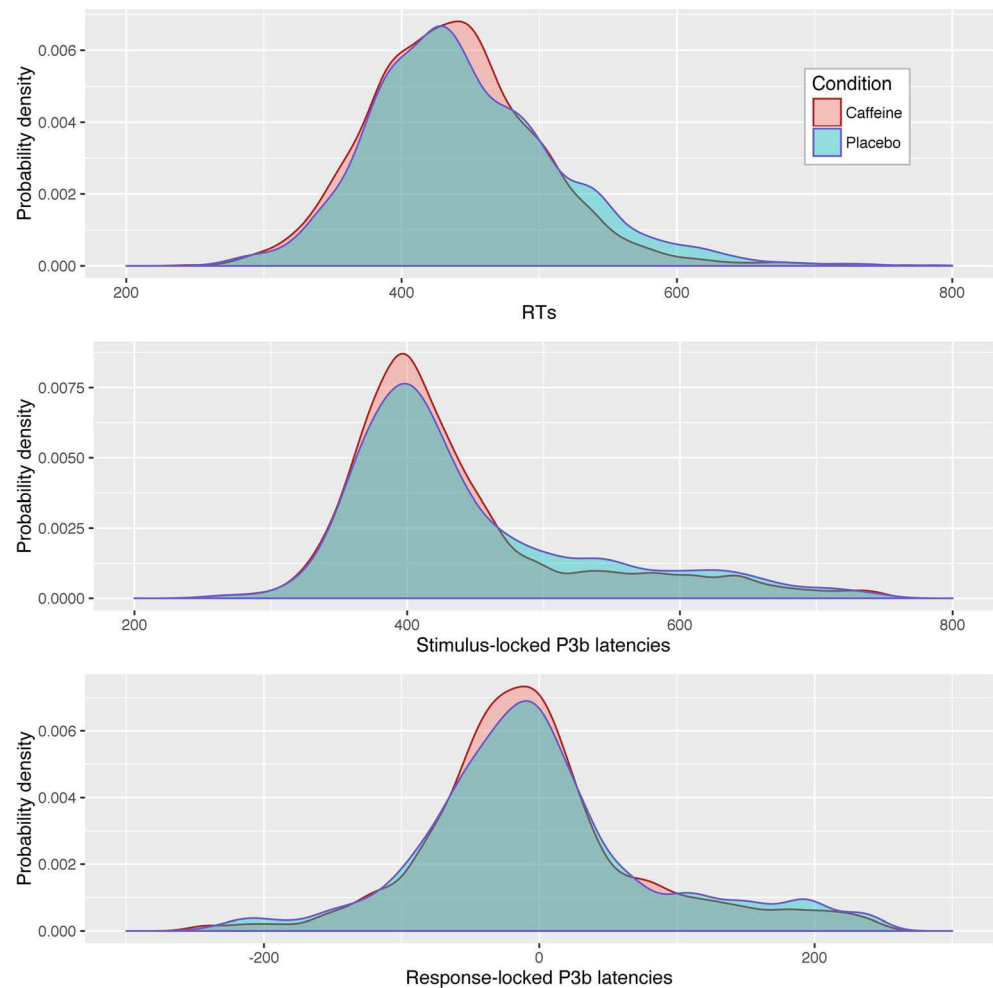 Probability density
0.006
0.004
0.002
0.000
Condition
Caffeine
Placebo
200 400 600 800
RTs
Probability density
0.0075
0.0050
0.0025
0.0000
200 400 600 800
Stimulus-locked P3b latencies
Probability density
0.006
0.004
0.002
0.000
-200 0 200
Response-locked P3b latencies